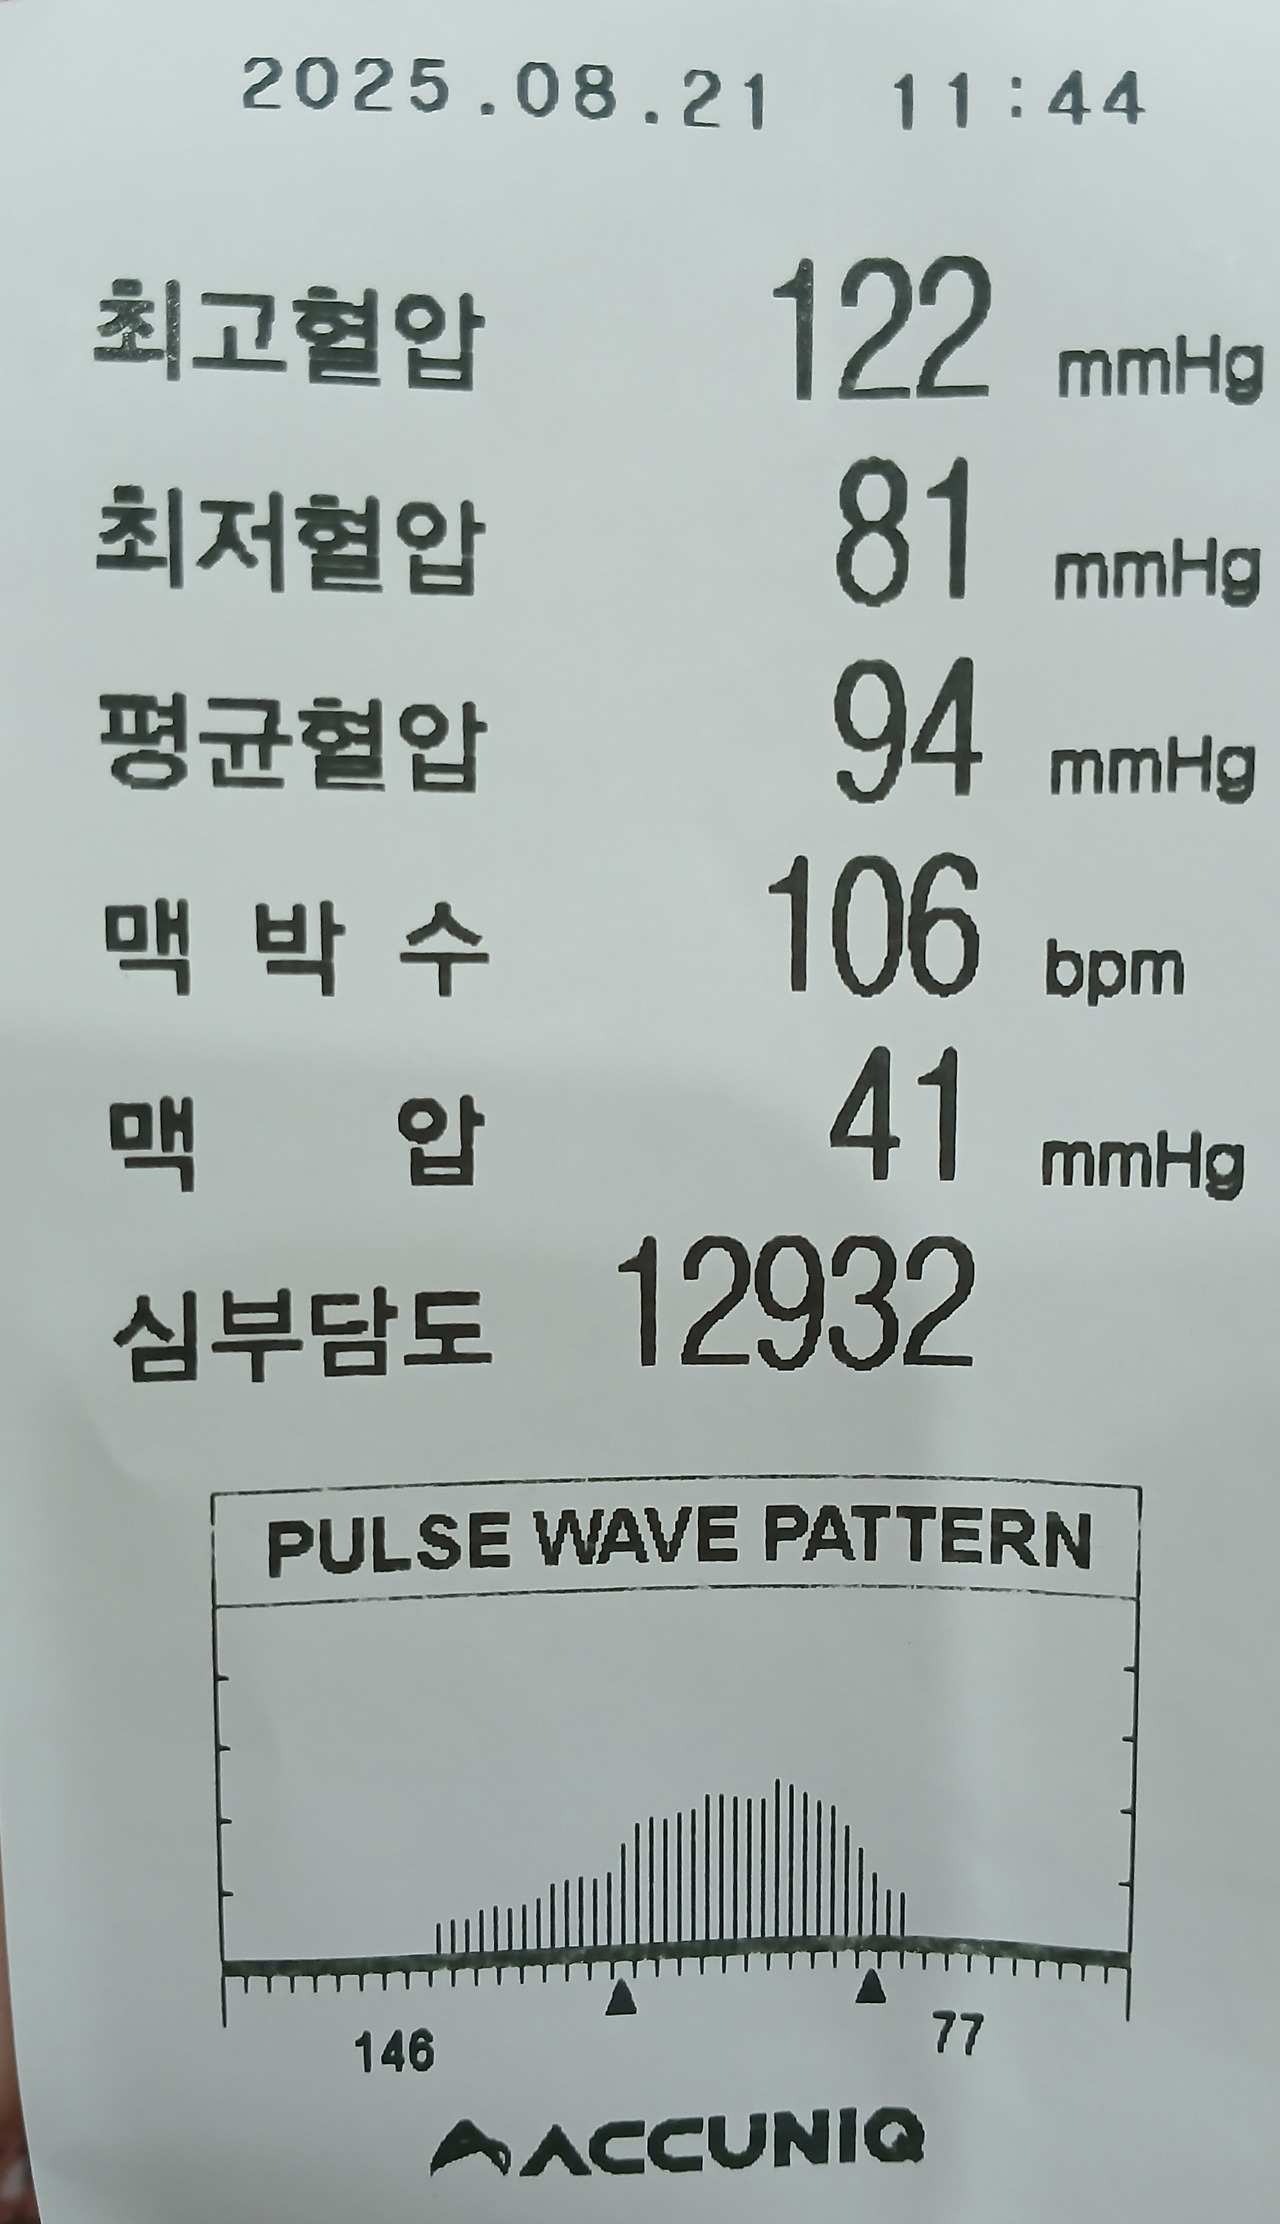 2025.08.21 11:44
최고혈압 122 mmHg
최저혈압 81 mmHg
평균혈압 94 mmHg
맥 박 수 106 bpm
맥 압 41 mmHg
심부담도 12932
PULSE WAVE PATTERN
146 77
ACCUNIQ